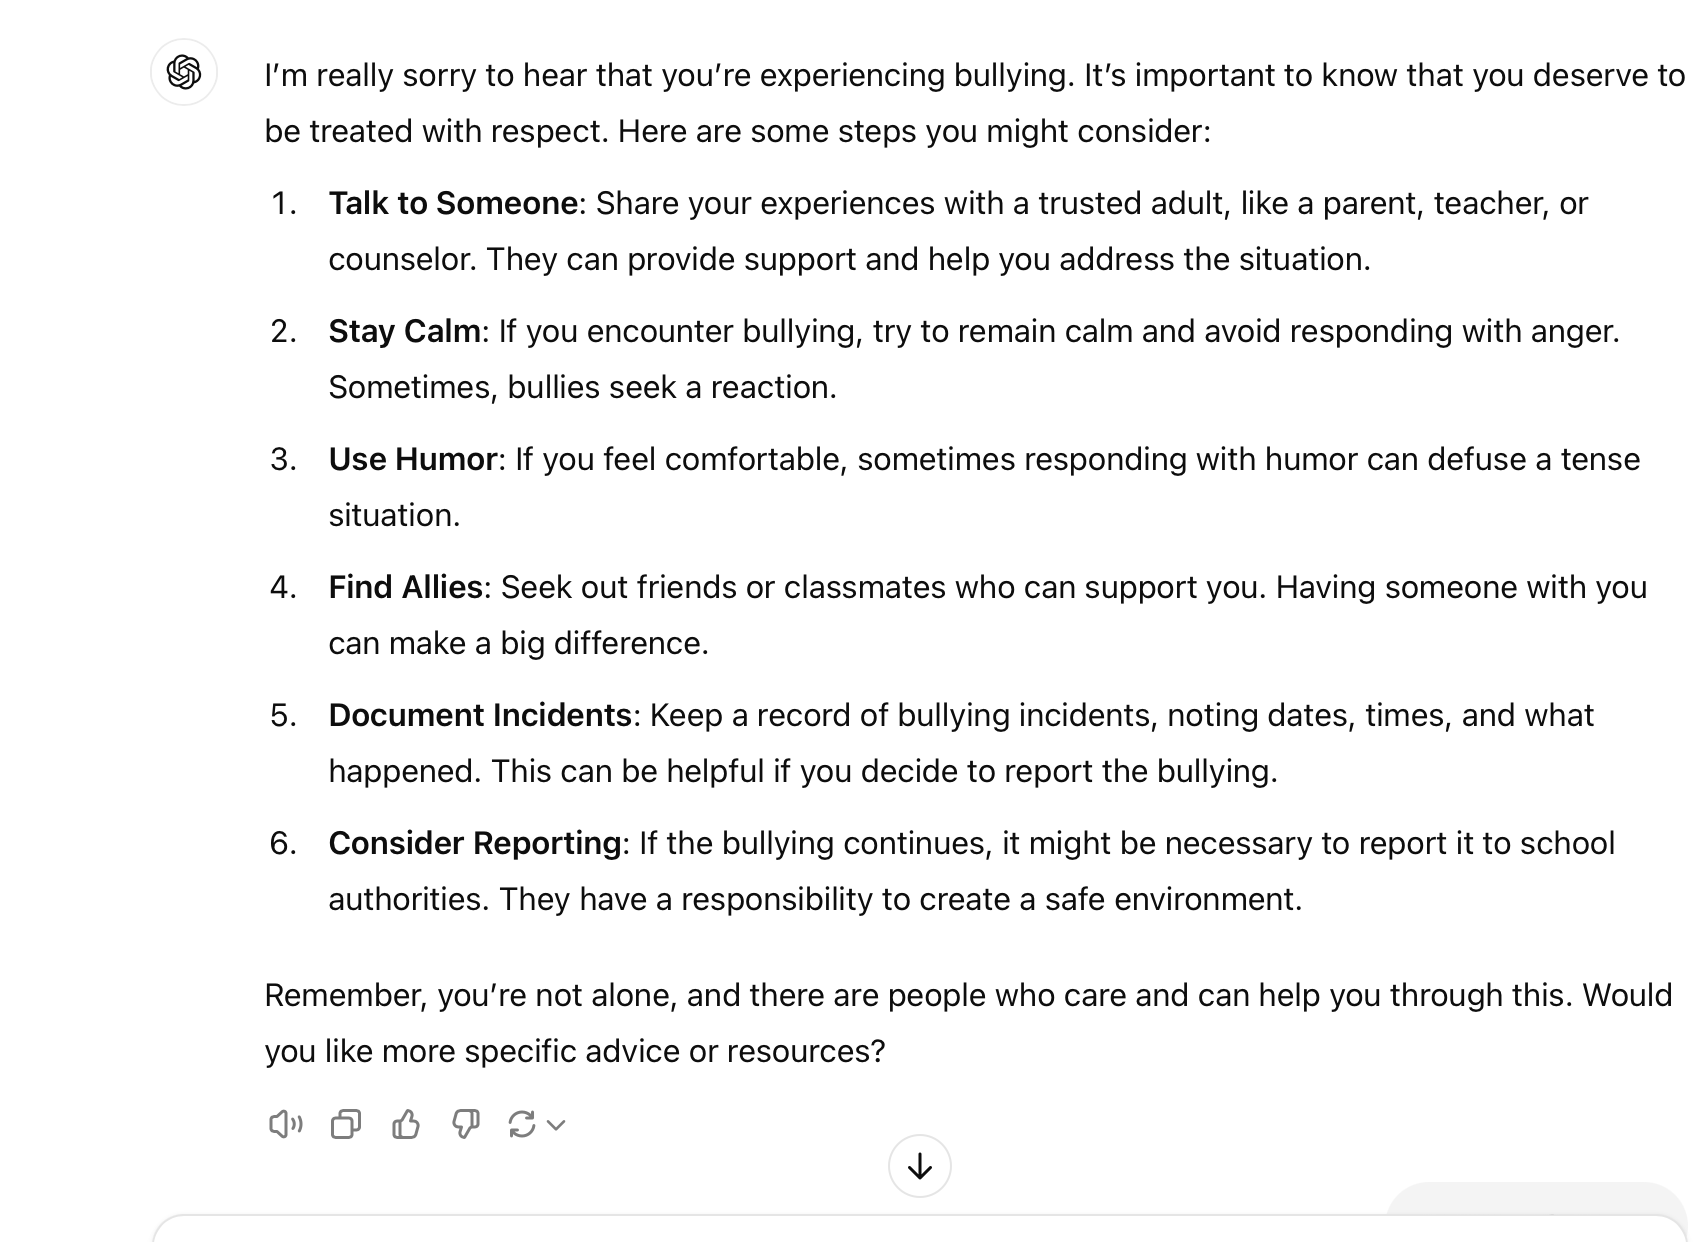 I’m really sorry to hear that you’re experiencing bullying. It’s important to know that you deserve to
be treated with respect. Here are some steps you might consider:
1. Talk to Someone: Share your experiences with a trusted adult, like a parent, teacher, or
counselor. They can provide support and help you address the situation.
2. Stay Calm: If you encounter bullying, try to remain calm and avoid responding with anger.
Sometimes, bullies seek a reaction.
3. Use Humor: If you feel comfortable, sometimes responding with humor can defuse a tense
situation.
4. Find Allies: Seek out friends or classmates who can support you. Having someone with you
can make a big difference.
5. Document Incidents: Keep a record of bullying incidents, noting dates, times, and what
happened. This can be helpful if you decide to report the bullying.
6. Consider Reporting: If the bullying continues, it might be necessary to report it to school
authorities. They have a responsibility to create a safe environment.
Remember, you’re not alone, and there are people who care and can help you through this. Would
you like more specific advice or resources?